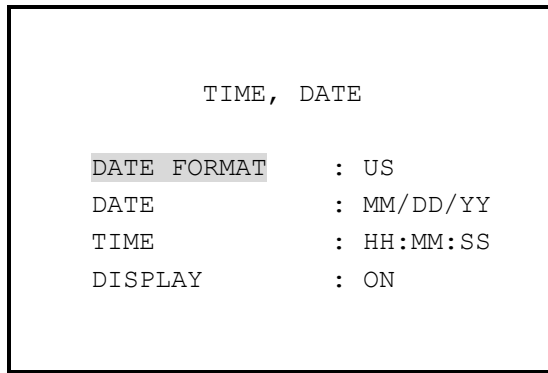 TIME, DATE
DATE FORMAT : US
DATE : MM/DD/YY
TIME : HH:MM:SS
DISPLAY : ON